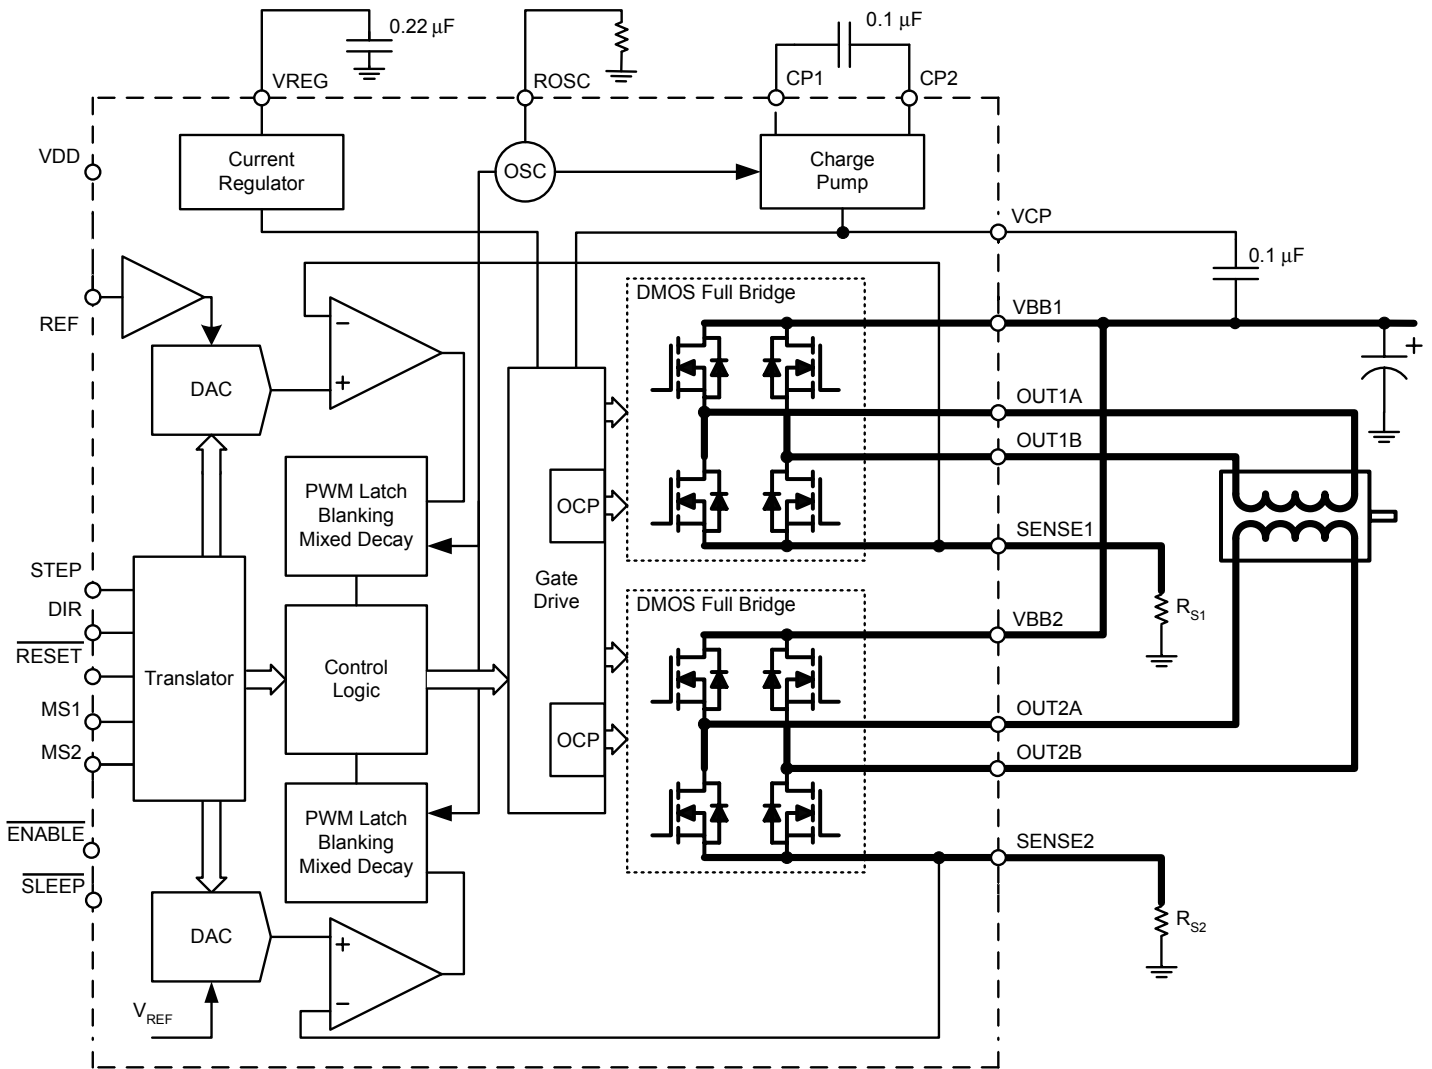 0.22 µF
0.1 µF
VREG
ROSC
CP1
CP2
VDD
Current
Regulator
OSC
Charge
Pump
VCP
0.1 µF
REF
DMOS Full Bridge
VBB1
−
+
DAC
+
OUT1A
OUT1B
PWM Latch
Blanking
Mixed Decay
OCP
SENSE1
STEP
DIR
RESET
MS1
MS2
Translator
Control
Logic
Gate
Drive
DMOS Full Bridge
RS1
VBB2
OUT2A
OCP
OUT2B
ENABLE
SLEEP
PWM Latch
Blanking
Mixed Decay
SENSE2
DAC
+
−
RS2
VREF